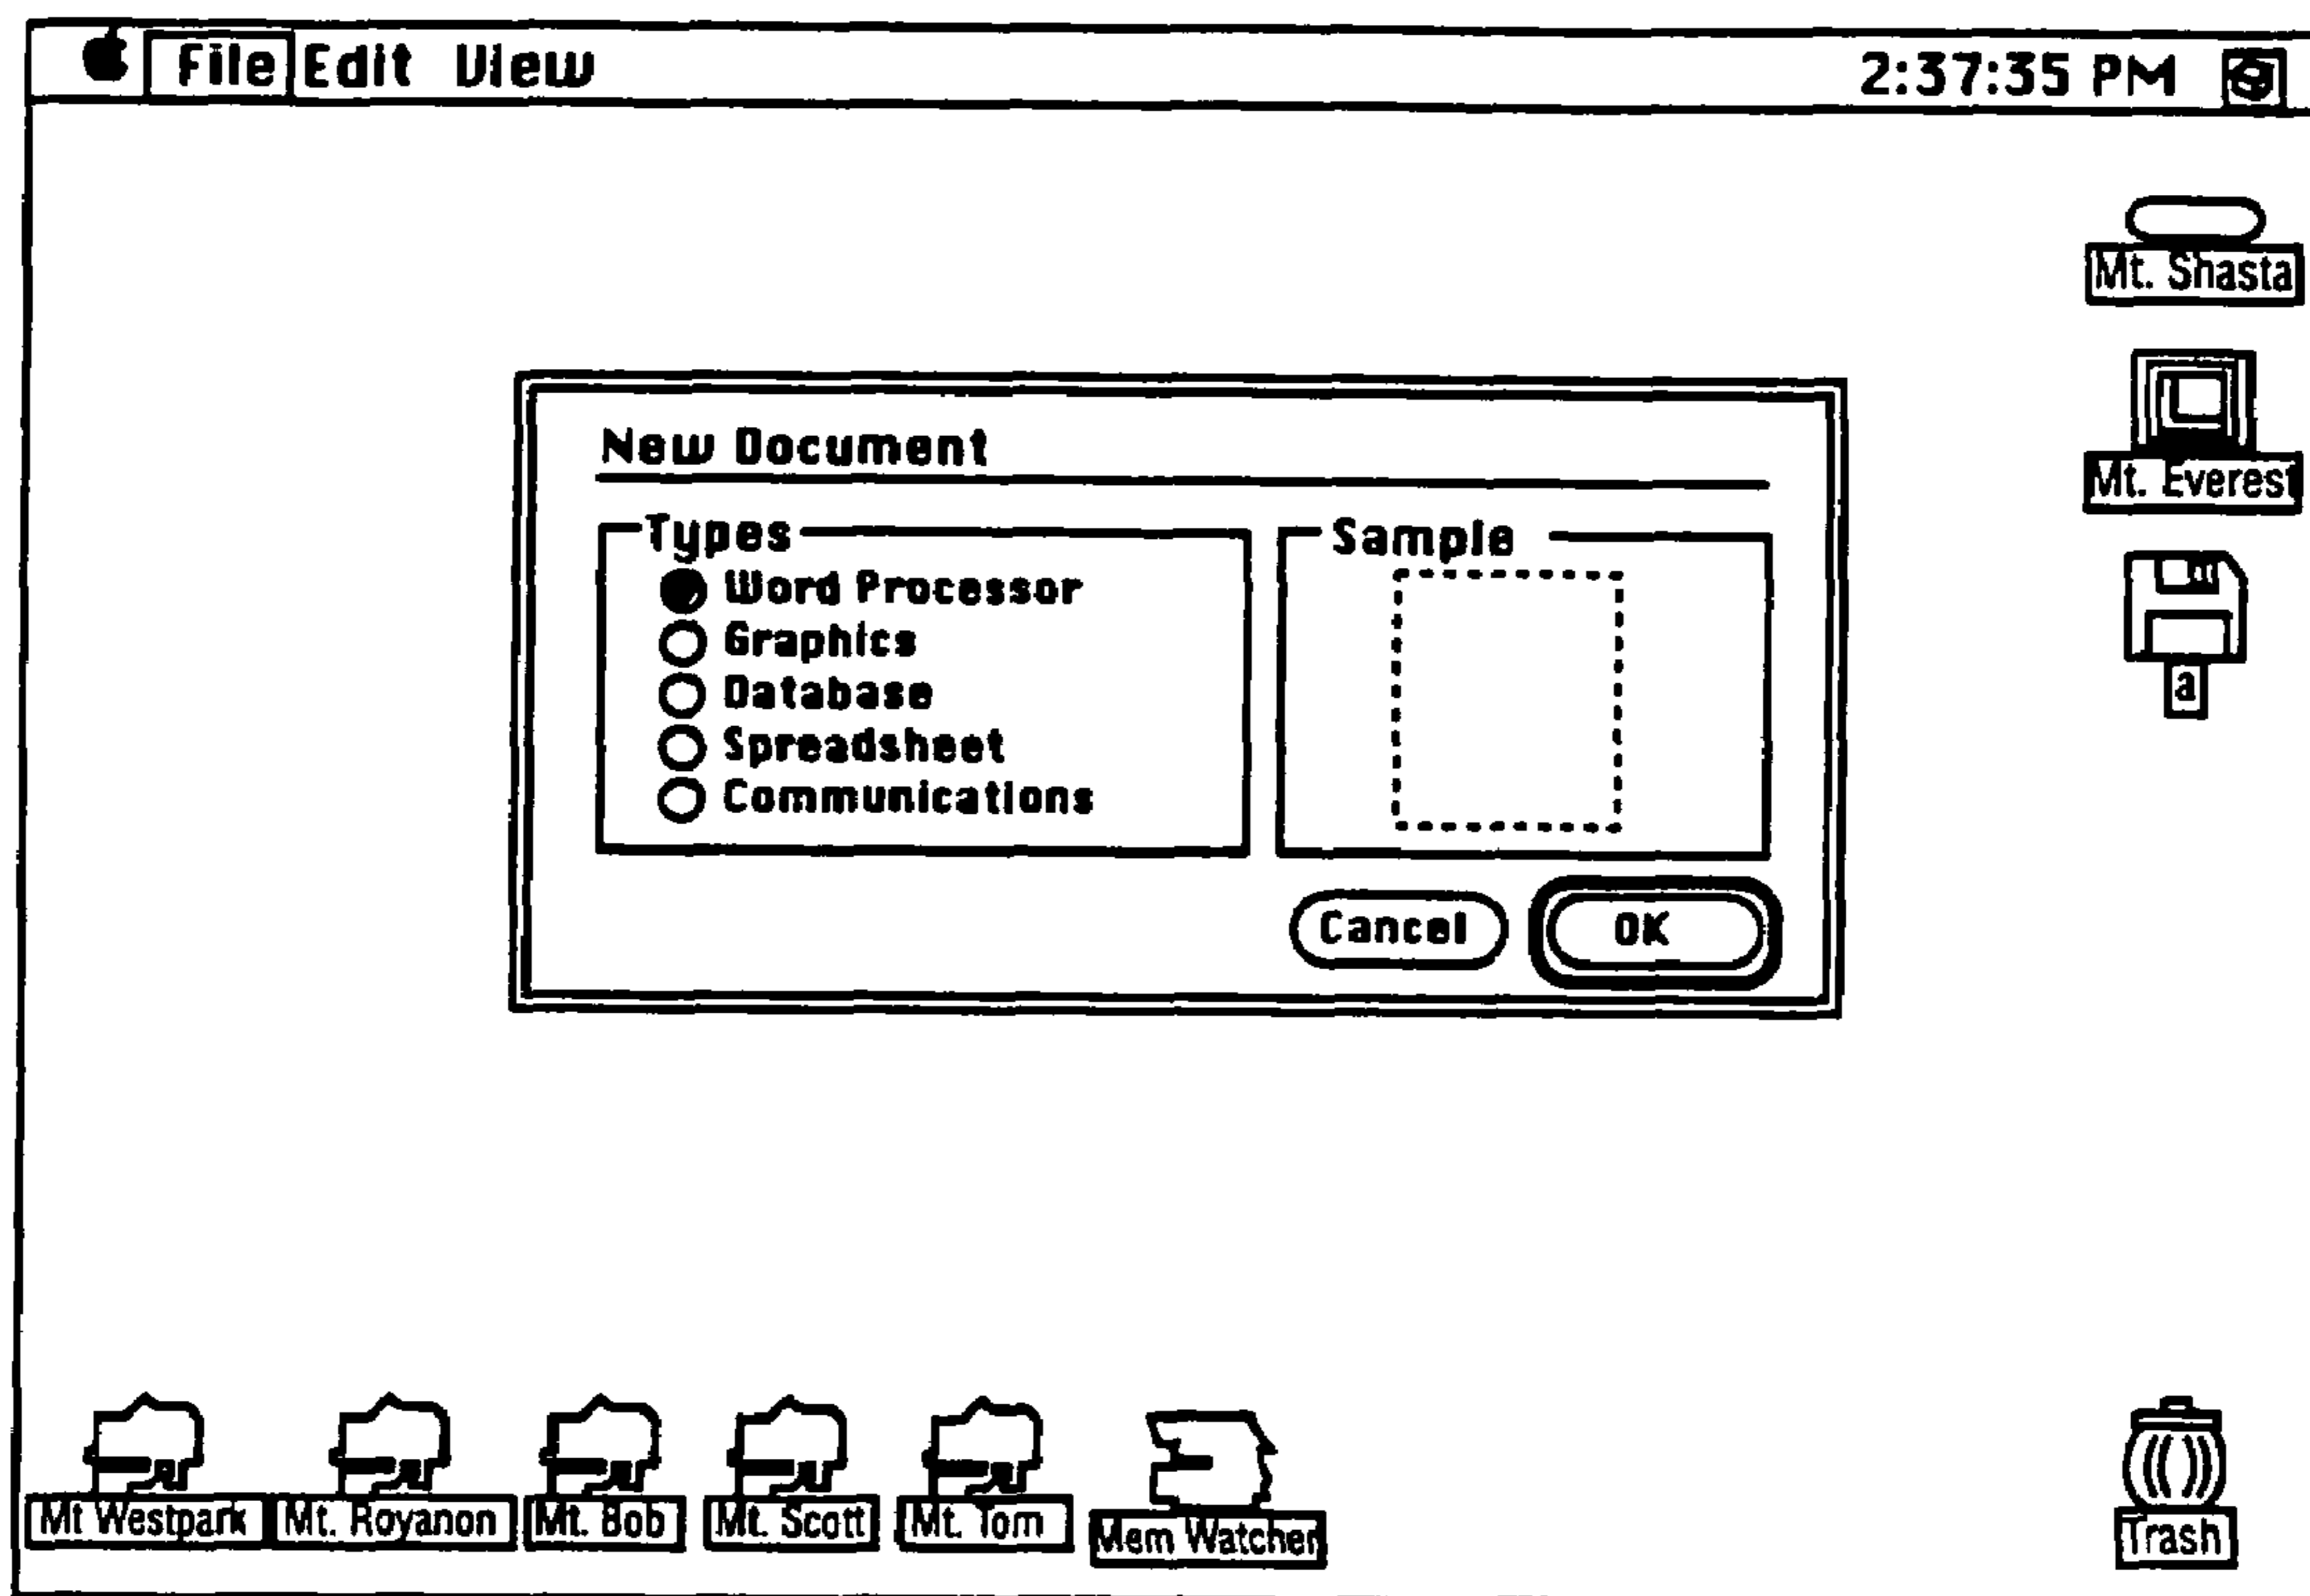 File Edit View 2:37:35 PM
Mt. Shasta
Mt. Everest
a
New Document
Types
Word Processor
Graphics
Database
Spreadsheet
Communications
Sample
Cancel OK
Mt Westpark Mt. Royanon Mt. Bob Mt. Scott Mt. Tom Mem Watcher Trash